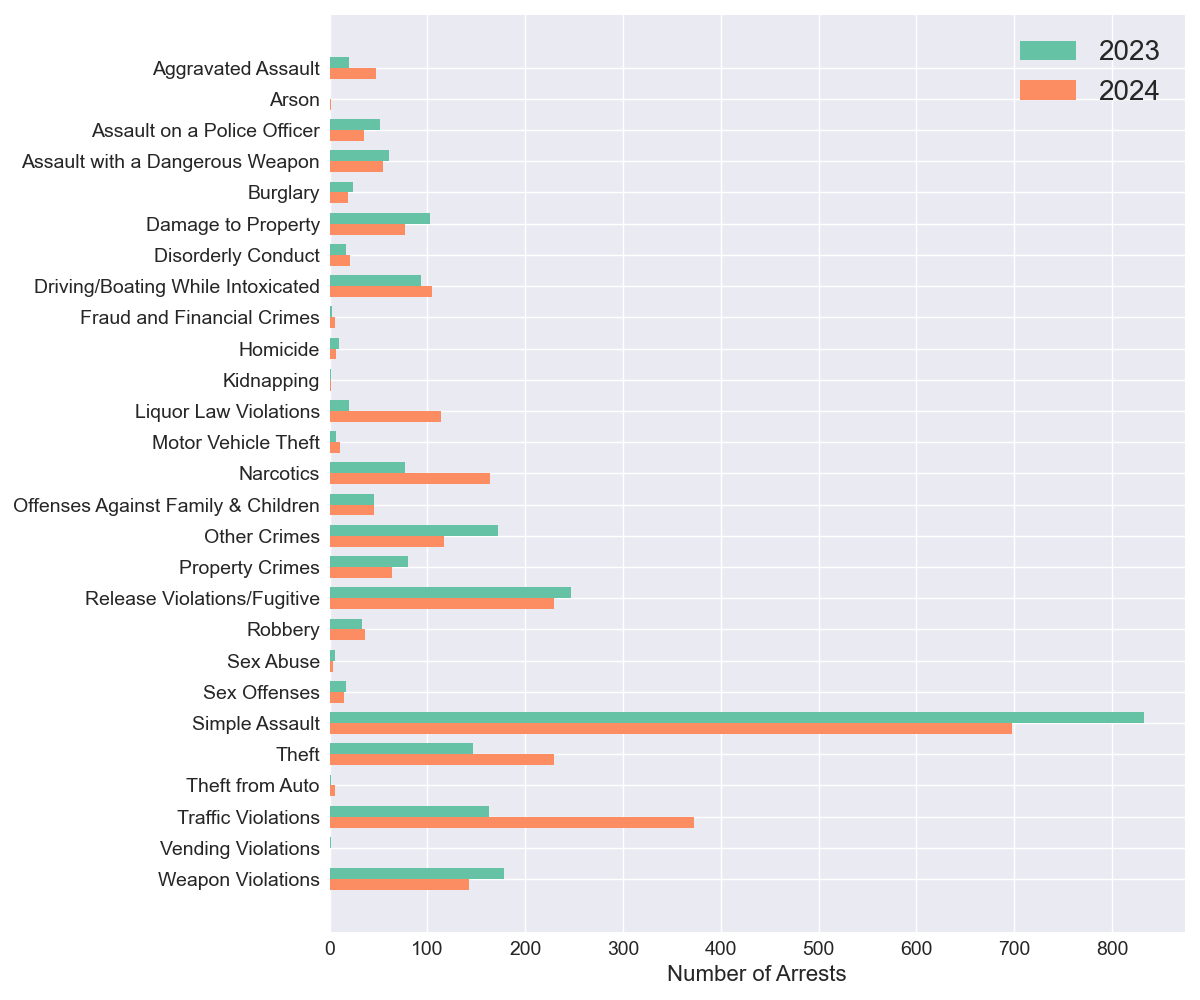 2023
2024
Aggravated Assault
Arson
Assault on a Police Officer
Assault with a Dangerous Weapon
Burglary
Damage to Property
Disorderly Conduct
Driving/Boating While Intoxicated
Fraud and Financial Crimes
Homicide
Kidnapping
Liquor Law Violations
Motor Vehicle Theft
Narcotics
Offenses Against Family & Children
Other Crimes
Property Crimes
Release Violations/Fugitive
Robbery
Sex Abuse
Sex Offenses
Simple Assault
Theft
Theft from Auto
Traffic Violations
Vending Violations
Weapon Violations
0 100 200 300 400 500 600 700 800
Number of Arrests